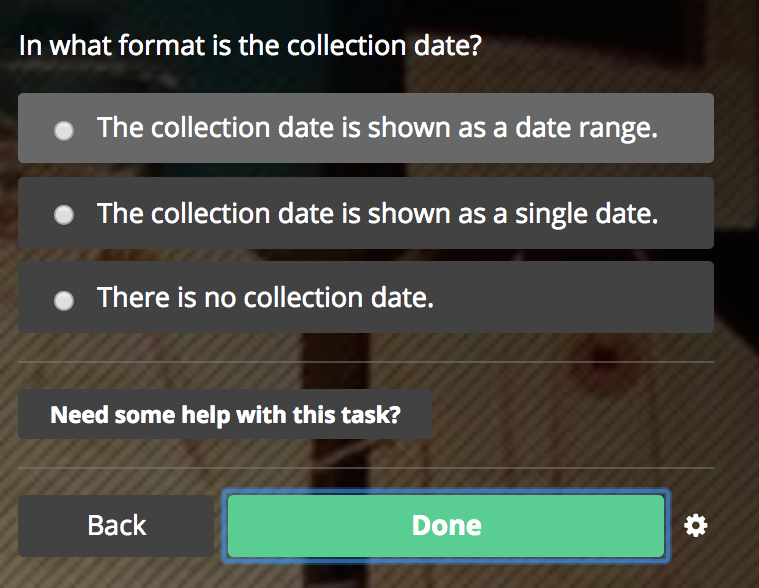 In what format is the collection date?
The collection date is shown as a date range.
The collection date is shown as a single date.
There is no collection date.
Need some help with this task?
Back
Done